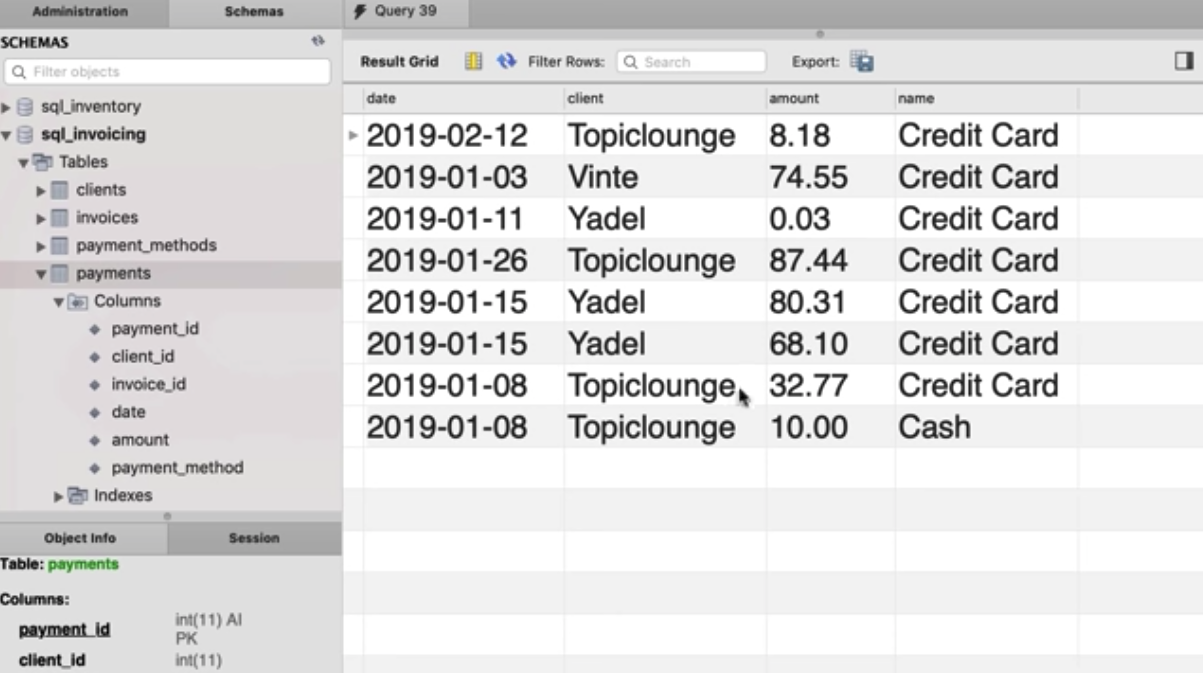 Administration Schemas
SCHEMAS
Filter objects
sql_inventory
sql_invoicing
Tables
clients
invoices
payment_methods
payments
Columns
payment_id
client_id
invoice_id
date
amount
payment_method
Indexes
Object Info Session
Table: payments
Columns:
payment_id int(11) AI
PK
client_id int(11)
Query 39
Result Grid Filter Rows: Search Export:
date client amount name
2019-02-12 Topiclounge 8.18 Credit Card
2019-01-03 Vinte 74.55 Credit Card
2019-01-11 Yadel 0.03 Credit Card
2019-01-26 Topiclounge 87.44 Credit Card
2019-01-15 Yadel 80.31 Credit Card
2019-01-15 Yadel 68.10 Credit Card
2019-01-08 Topiclounge 32.77 Credit Card
2019-01-08 Topiclounge 10.00 Cash